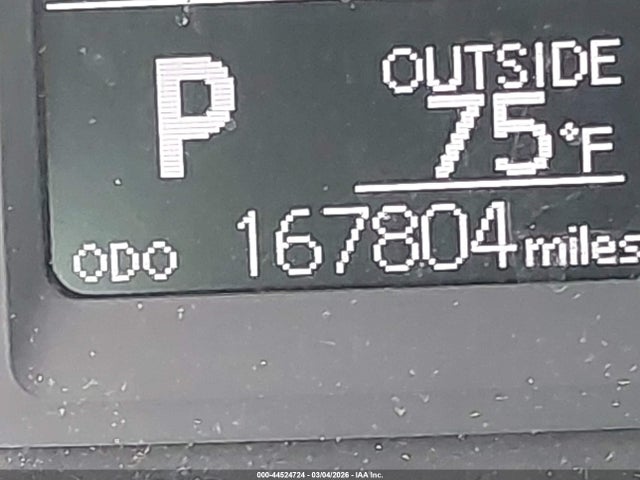 P
OUTSIDE
75°F
ODO 167804 miles
000-44524724 - 03/04/2026 - IAA Inc.